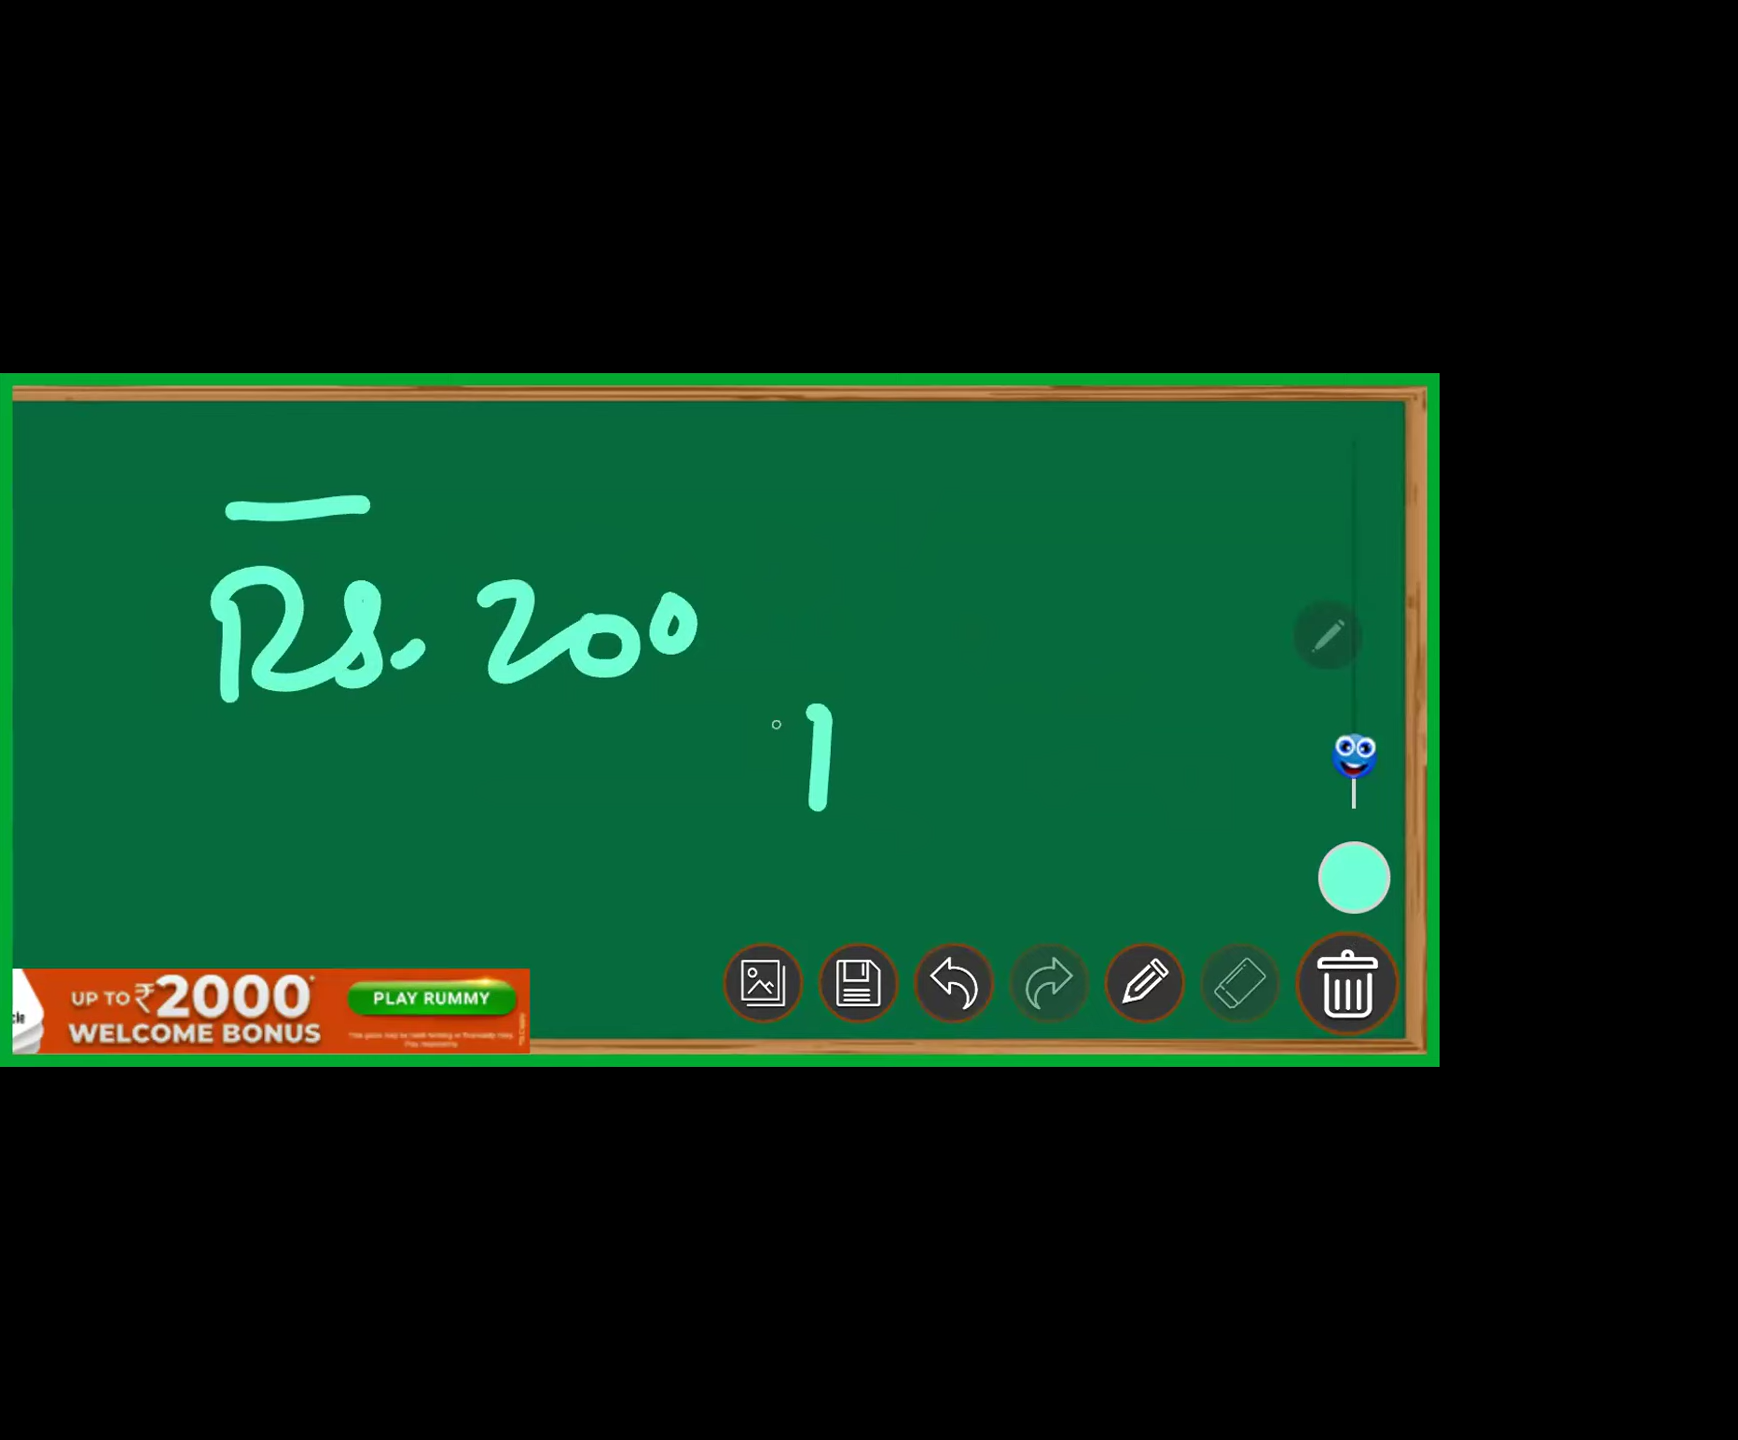 Rs. 200
1
UP TO ₹2000*
WELCOME BONUS
PLAY RUMMY